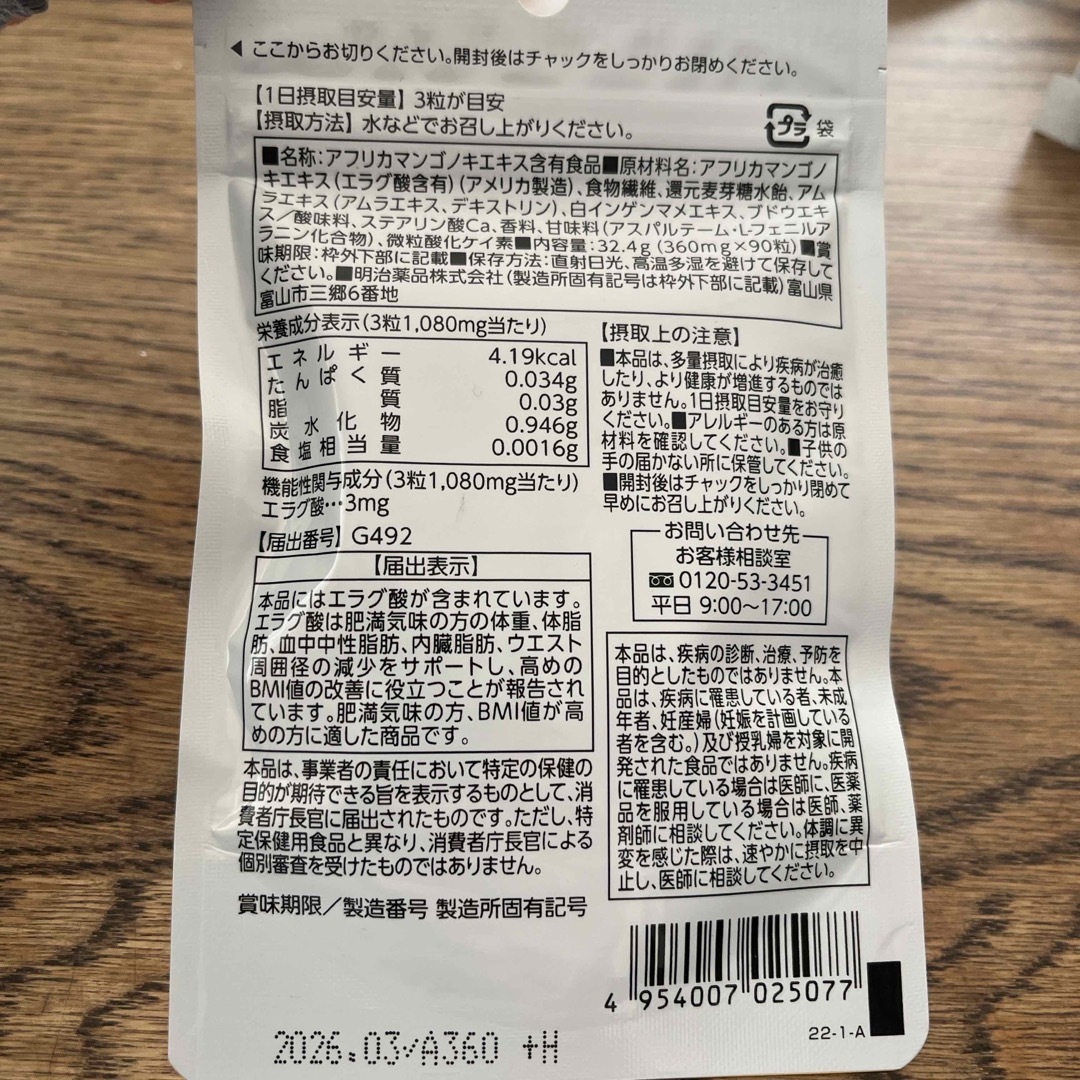 ◀ここからお切りください。開封後はチャックをしっかりお閉めください。
【1日摂取目安量】3粒が目安
【摂取方法】水などでお召し上がりください。
プラ 袋
■名称:アフリカマンゴノキエキス含有食品■原材料名:アフリカマンゴノ
キエキス(エラグ酸含有)(アメリカ製造)、食物繊維、還元麦芽糖水飴、アム
ラエキス(アムラエキス、デキストリン)、白インゲンマメエキス、ブドウエキ
ス/酸味料、ステアリン酸Ca、香料、甘味料(アスパルテーム・L-フェニルア
ラニン化合物)、微粒酸化ケイ素■内容量:32.4g(360mg×90粒)■賞
味期限:枠外下部に記載■保存方法:直射日光、高温多湿を避けて保存して
ください。■明治薬品株式会社(製造所固有記号は枠外下部に記載)富山県
富山市三郷6番地
栄養成分表示(3粒1,080mg当たり)
エネルギー 4.19kcal
たんぱく質 0.034g
脂質 0.03g
炭水化物 0.946g
食塩相当量 0.0016g
機能性関与成分(3粒1,080mg当たり)
エラグ酸…3mg
【届出番号】G492
【届出表示】
本品にはエラグ酸が含まれています。
エラグ酸は肥満気味の方の体重、体脂
肪、血中中性脂肪、内臓脂肪、ウエスト
周囲径の減少をサポートし、高めの
BMI値の改善に役立つことが報告され
ています。肥満気味の方、BMI値が高
めの方に適した商品です。
本品は、事業者の責任において特定の保健の
目的が期待できる旨を表示するものとして、消
費者庁長官に届出されたものです。ただし、特
定保健用食品と異なり、消費者庁長官による
個別審査を受けたものではありません。
【摂取上の注意】
■本品は、多量摂取により疾病が治癒
したり、より健康が増進するものでは
ありません。1日摂取目安量をお守り
ください。■アレルギーのある方は原
材料を確認してください。■子供の
手の届かない所に保管してください。
■開封後はチャックをしっかり閉めて
早めにお召し上がりください。
お問い合わせ先
お客様相談室
0120-53-3451
平日 9:00〜17:00
本品は、疾病の診断、治療、予防を
目的としたものではありません。本
品は、疾病に罹患している者、未成
年者、妊産婦(妊娠を計画している
者を含む。)及び授乳婦を対象に開
発された食品ではありません。疾病
に罹患している場合は医師に、医薬
品を服用している場合は医師、薬
剤師に相談してください。体調に異
変を感じた際は、速やかに摂取を中
止し、医師に相談してください。
賞味期限/製造番号 製造所固有記号
4 954007 025077
22-1-A
2026.03/A360 +H